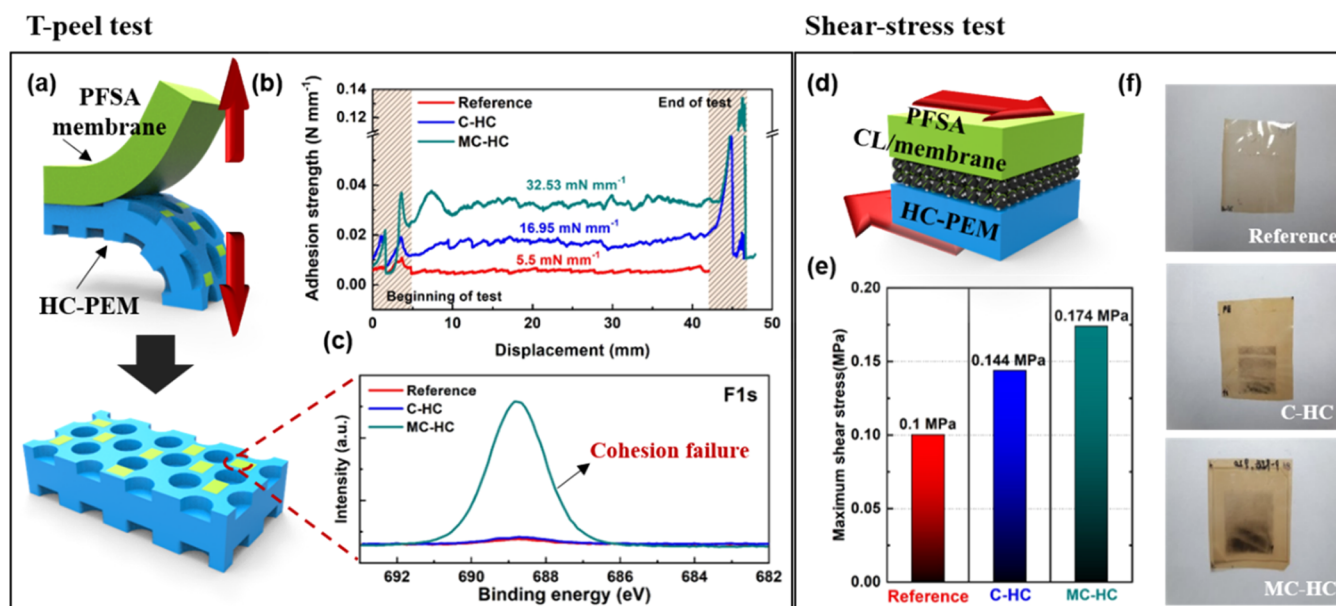 T-peel test
Shear-stress test
(a)
PFSA
membrane
HC-PEM
(b)
Adhesion strength (N mm⁻¹)
0.14
0.12
0.04
0.02
0.00
Reference
C-HC
MC-HC
End of test
32.53 mN mm⁻¹
16.95 mN mm⁻¹
5.5 mN mm⁻¹
Beginning of test
0 10 20 30 40 50
Displacement (mm)
(c)
Intensity (a.u.)
Reference
C-HC
MC-HC
F1s
Cohesion failure
692 690 688 686 684 682
Binding energy (eV)
(d)
PFSA
CL/membrane
HC-PEM
(e)
Maximum shear stress(MPa)
0.20
0.15
0.10
0.05
0.00
0.1 MPa
0.144 MPa
0.174 MPa
Reference C-HC MC-HC
(f)
Reference
C-HC
MC-HC